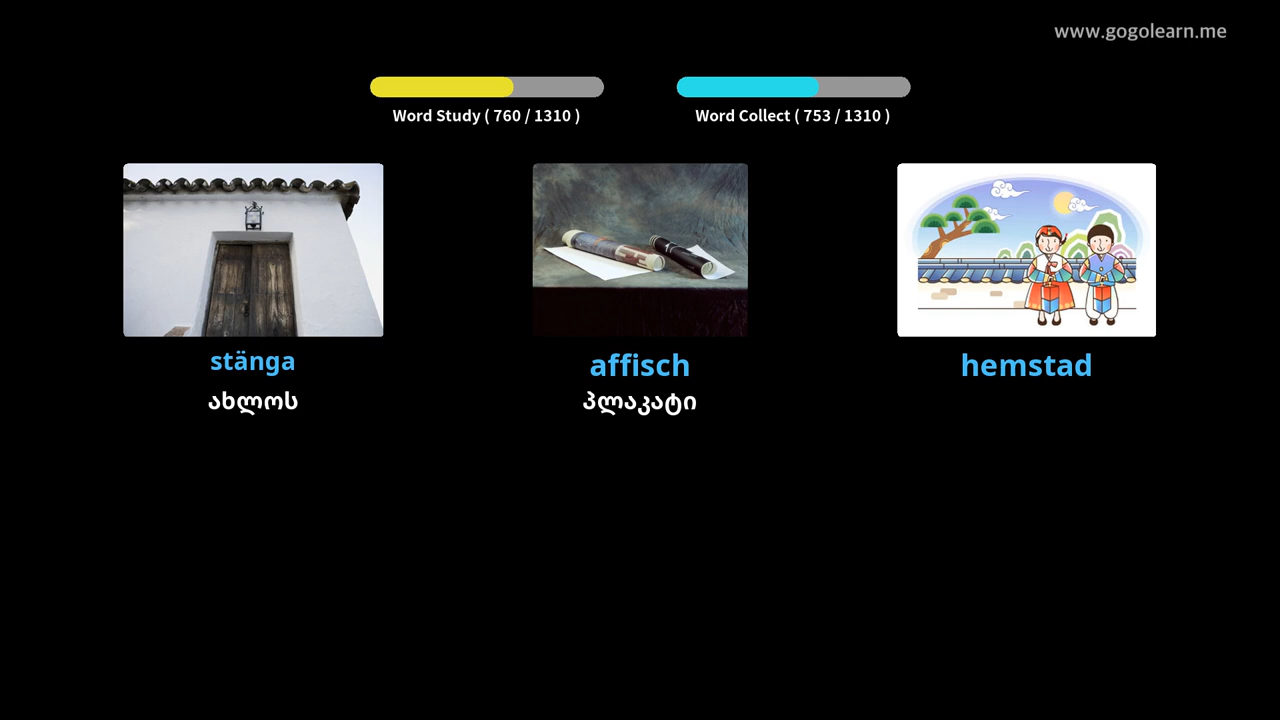 www.gogolearn.me
Word Study ( 760 / 1310 )
Word Collect ( 753 / 1310 )
stänga
affisch
hemstad
ახლოს
პლაკატი